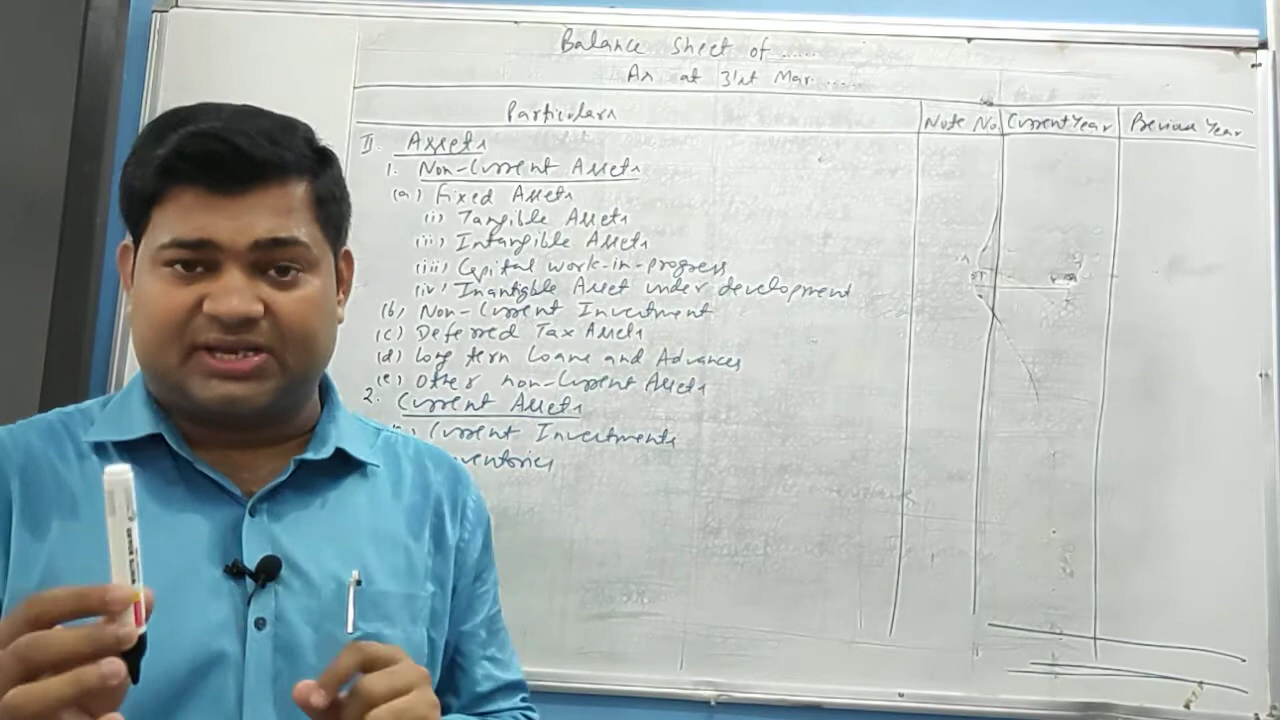 Balance Sheet of ......
As at 31st Mar ......
Particulars Note No. Current Year Previous Year
II. Assets
1. Non-Current Assets
(a) Fixed Assets
(i) Tangible Assets
(ii) Intangible Assets
(iii) Capital work-in-progress
(iv) Inantigble Asset under development
(b) Non-Current Investment
(c) Deferred Tax Assets
(d) Long term Loans and Advances
(e) Other non-Current Assets
2. Current Assets
Current Investments